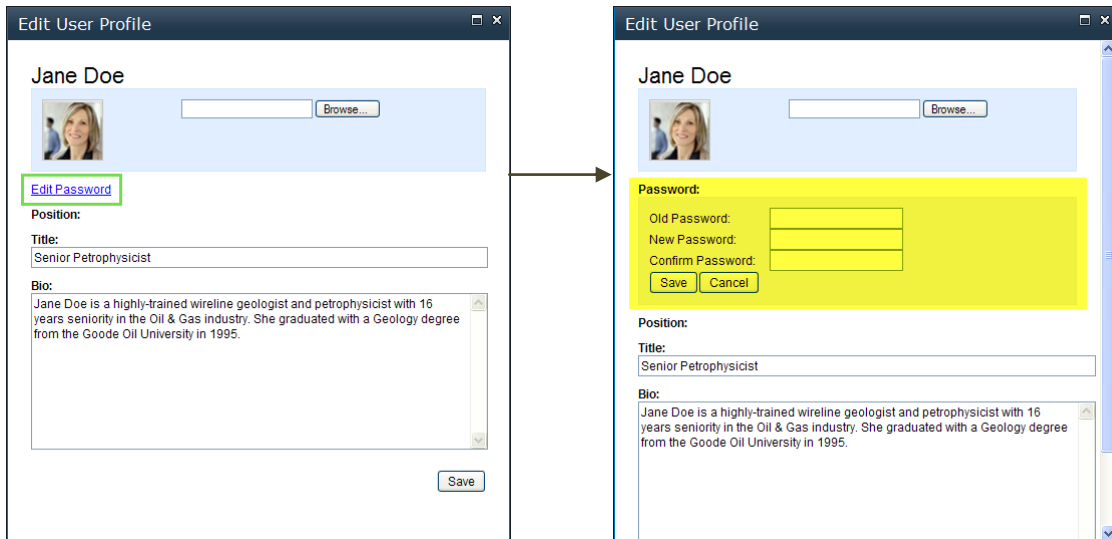 Edit User Profile
Jane Doe
Browse...
Edit Password
Position:
Title:
Senior Petrophysicist
Bio:
Jane Doe is a highly-trained wireline geologist and petrophysicist with 16
years seniority in the Oil & Gas industry. She graduated with a Geology degree
from the Goode Oil University in 1995.
Save
Edit User Profile
Jane Doe
Browse...
Password:
Old Password:
New Password:
Confirm Password:
Save Cancel
Position:
Title:
Senior Petrophysicist
Bio:
Jane Doe is a highly-trained wireline geologist and petrophysicist with 16
years seniority in the Oil & Gas industry. She graduated with a Geology degree
from the Goode Oil University in 1995.